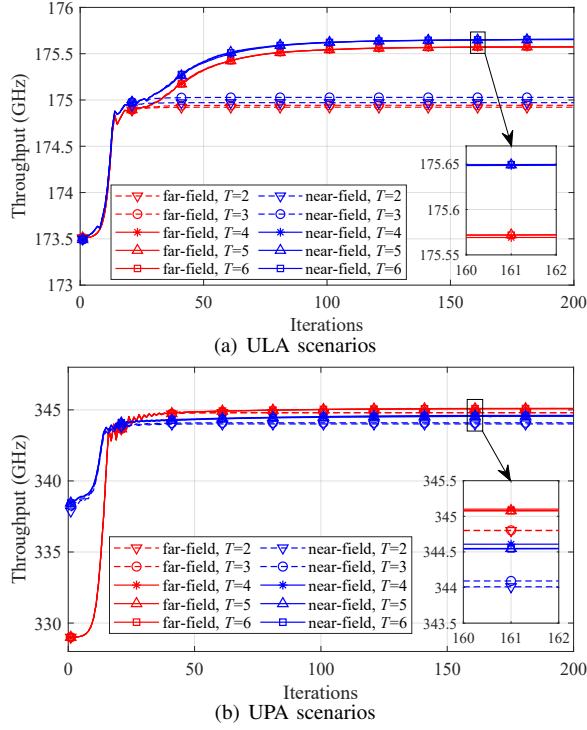 176
175.5
175
174.5
174
173.5
173
Throughput (GHz)
0 50 100 150 200
Iterations
far-field, T=2 near-field, T=2
far-field, T=3 near-field, T=3
far-field, T=4 near-field, T=4
far-field, T=5 near-field, T=5
far-field, T=6 near-field, T=6
175.65
175.6
175.55
160 161 162
(a) ULA scenarios
345
340
335
330
Throughput (GHz)
0 50 100 150 200
Iterations
far-field, T=2 near-field, T=2
far-field, T=3 near-field, T=3
far-field, T=4 near-field, T=4
far-field, T=5 near-field, T=5
far-field, T=6 near-field, T=6
345.5
345
344.5
344
343.5
160 161 162
(b) UPA scenarios